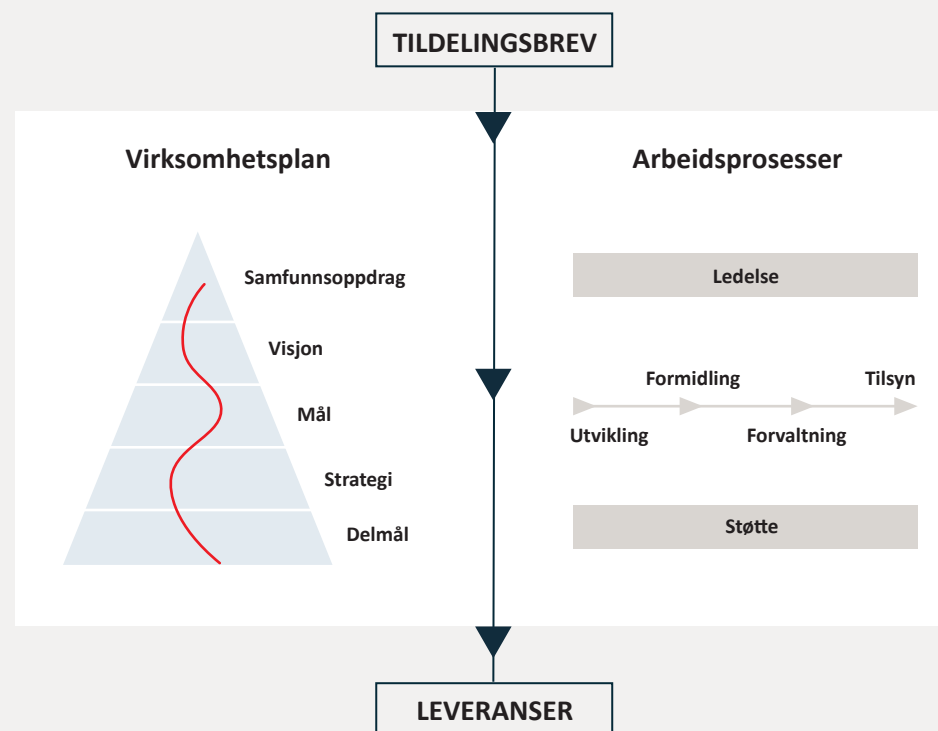 TILDELINGSBREV
Virksomhetsplan
Samfunnsoppdrag
Visjon
Mål
Strategi
Delmål
Arbeidsprosesser
Ledelse
Formidling
Tilsyn
Utvikling
Forvaltning
Støtte
LEVERANSER